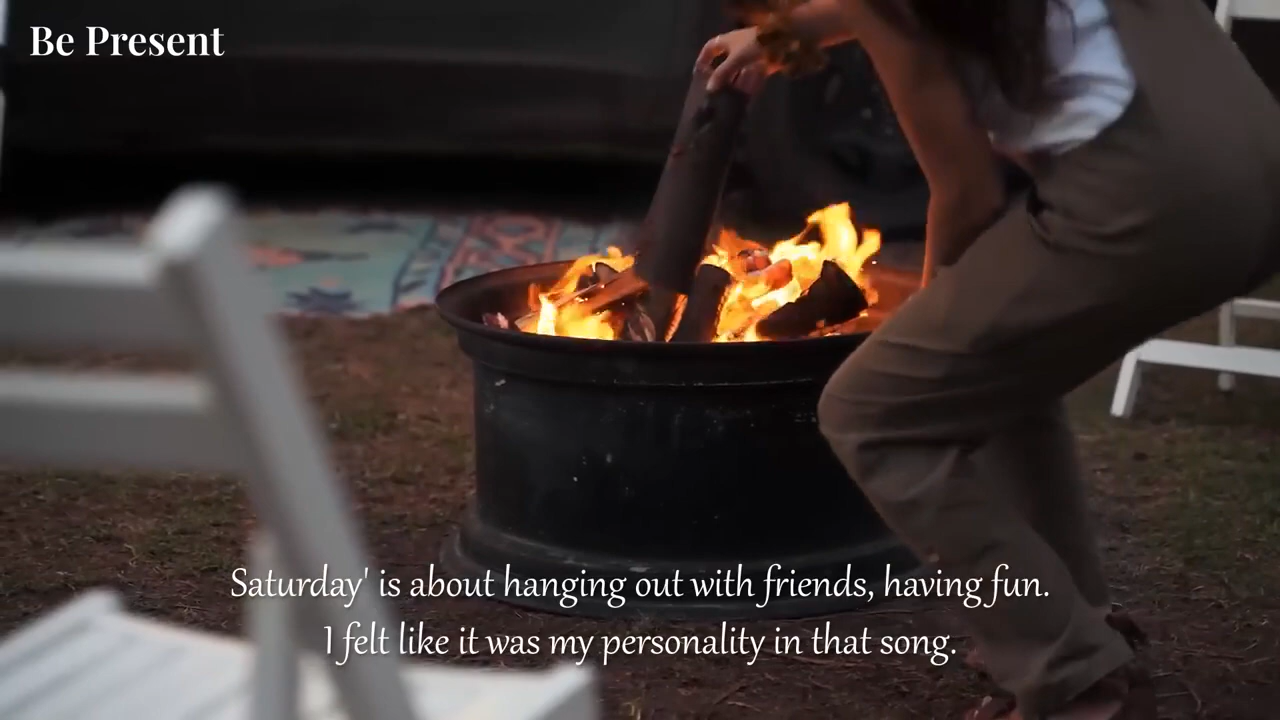 Be Present
Saturday' is about hanging out with friends, having fun.
I felt like it was my personality in that song.